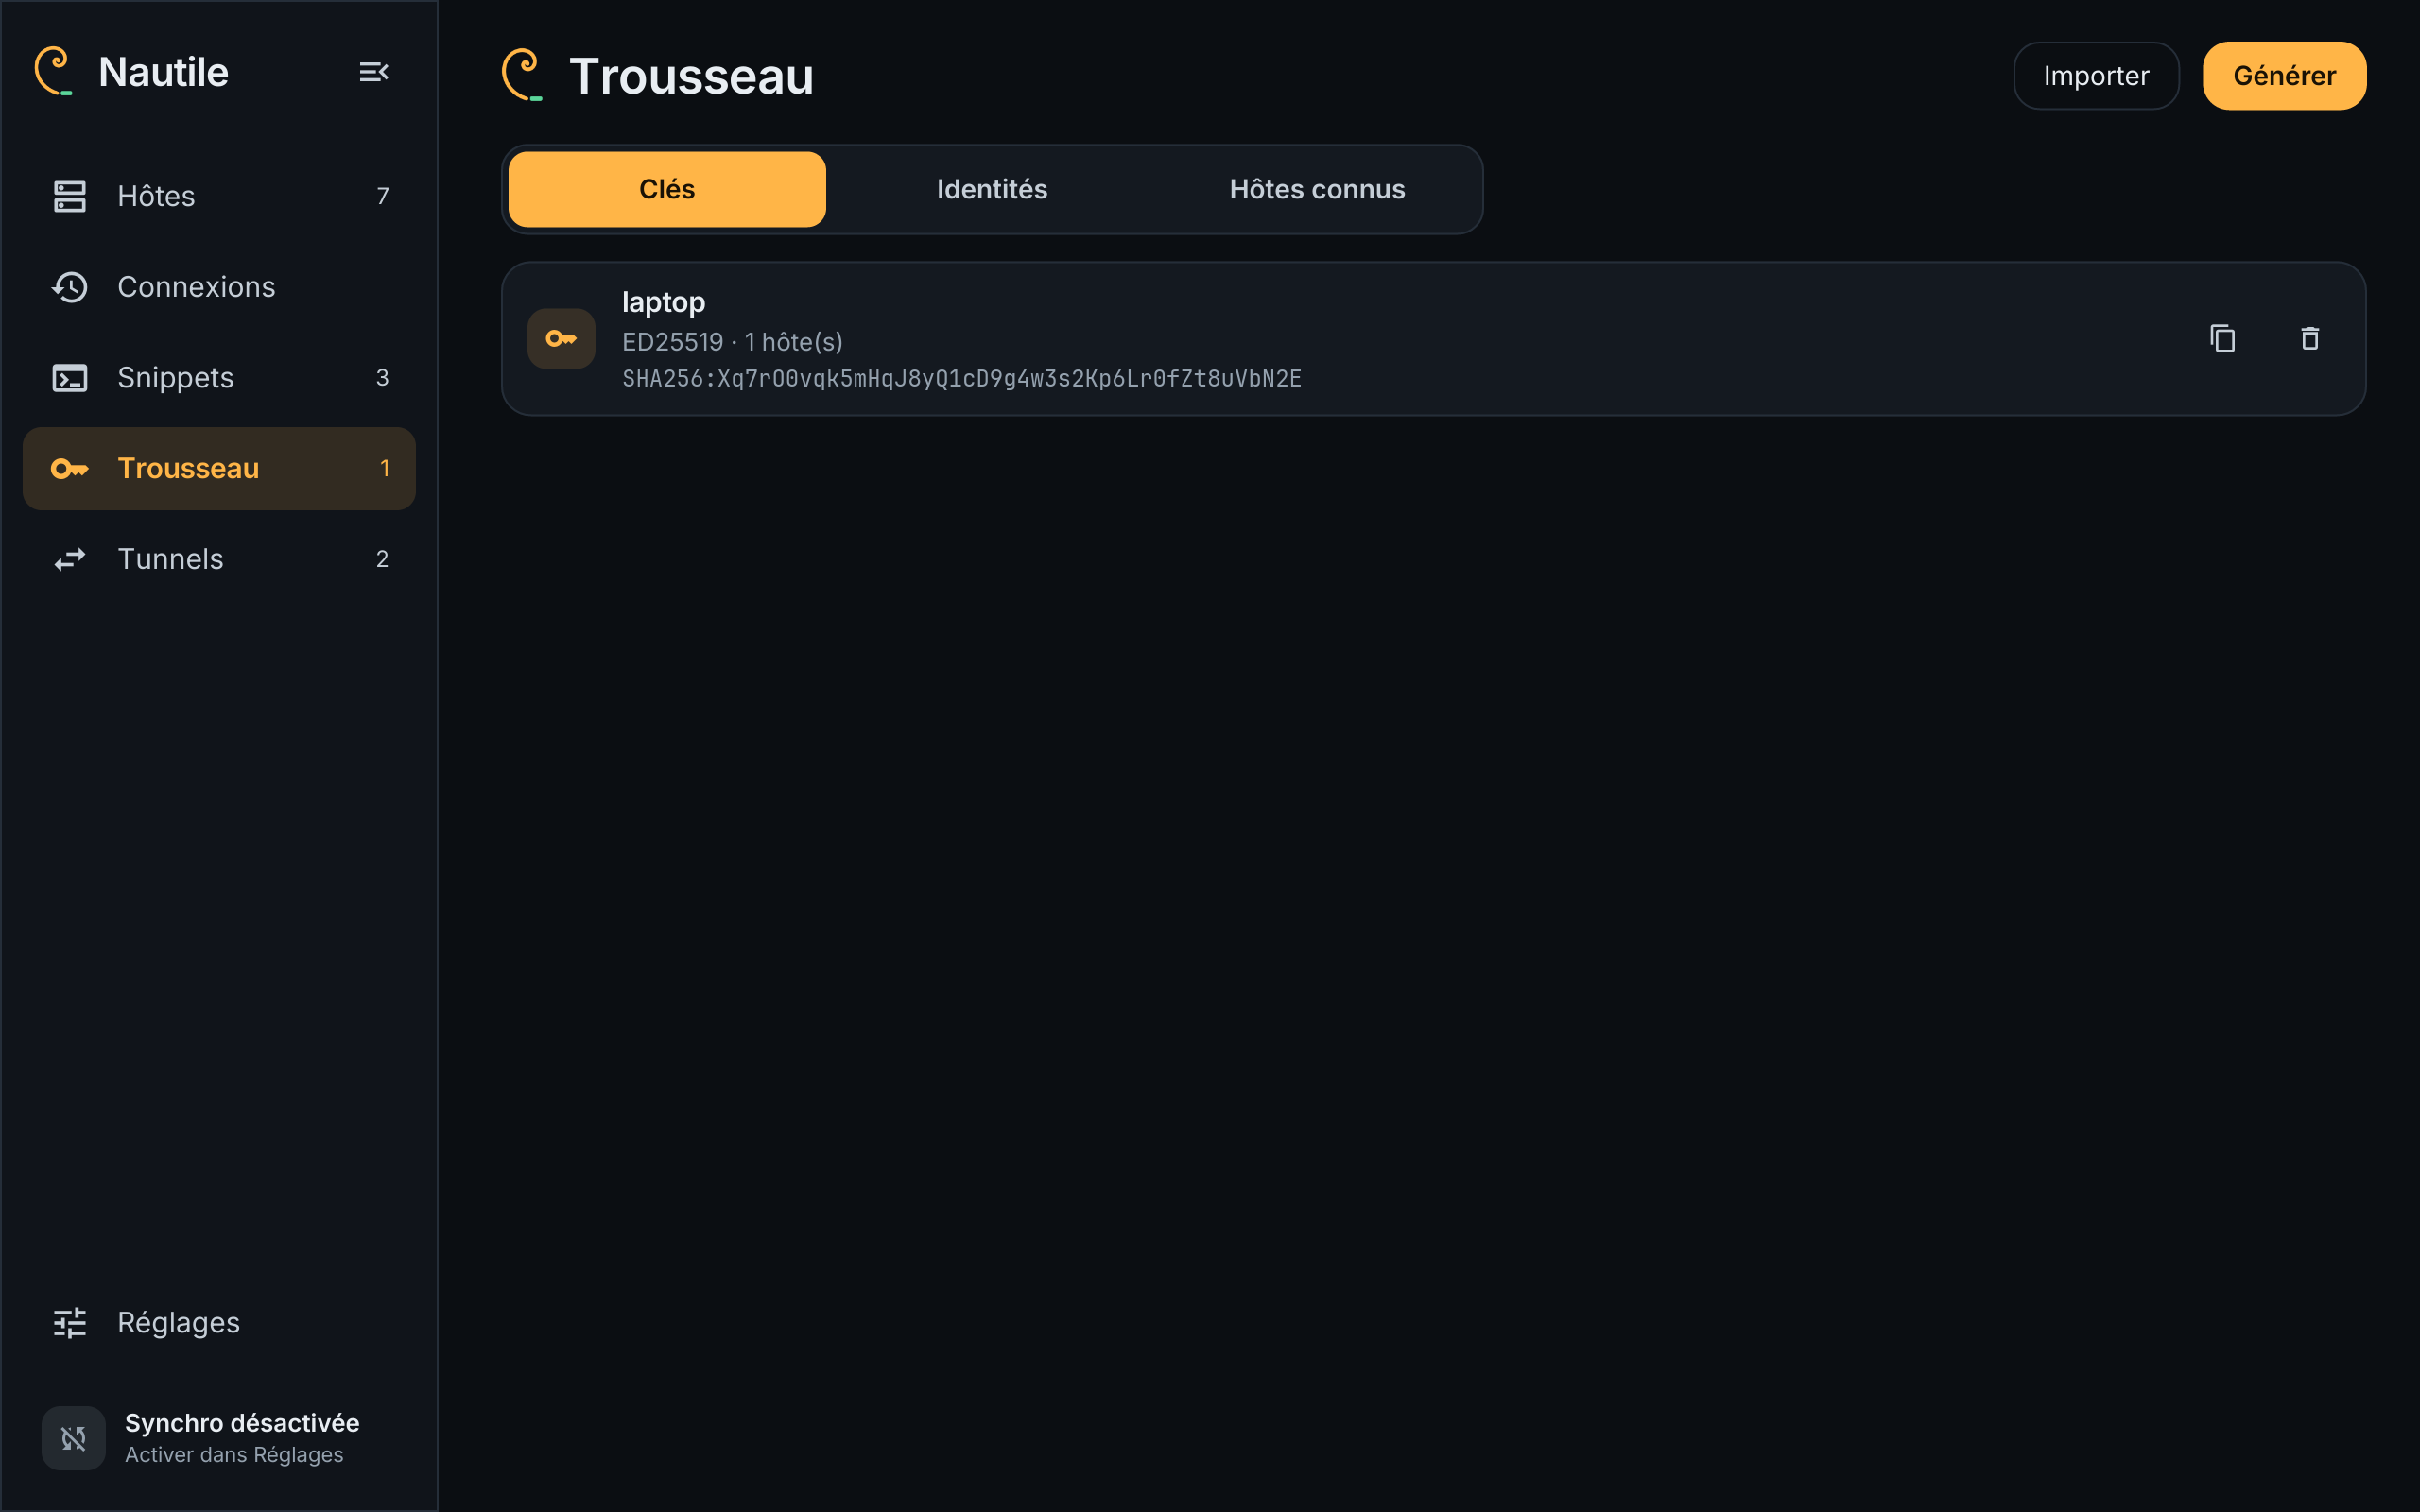 Nautile
Hôtes 7
Connexions
Snippets 3
Trousseau 1
Tunnels 2
Réglages
Synchro désactivée
Activer dans Réglages
Trousseau
Importer
Générer
Clés
Identités
Hôtes connus
laptop
ED25519 · 1 hôte(s)
SHA256:Xq7rO0vqk5mHqJ8yQ1cD9g4w3s2Kp6Lr0fZt8uVbN2E